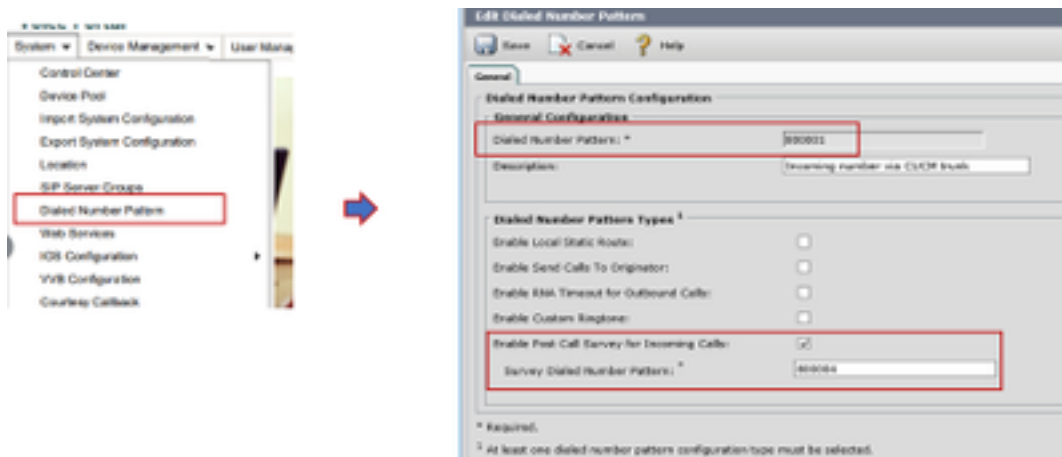 System Device Management User Manag
Control Center
Device Pool
Import System Configuration
Export System Configuration
Location
SIP Server Groups
Dialed Number Pattern
Web Services
IOS Configuration
VVB Configuration
Courtesy Callback
Edit Dialed Number Pattern
Save Cancel Help
General
Dialed Number Pattern Configuration
General Configuration
Dialed Number Pattern: * 800001
Description: Incoming number via CUCM trunk
Dialed Number Pattern Types 1
Enable Local Static Route:
Enable Send Calls To Originator:
Enable RNA Timeout for Outbound Calls:
Enable Custom Ringtone:
Enable Post Call Survey for Incoming Calls:
Survey Dialed Number Pattern: * 800004
* Required.
1 At least one dialed number pattern configuration type must be selected.